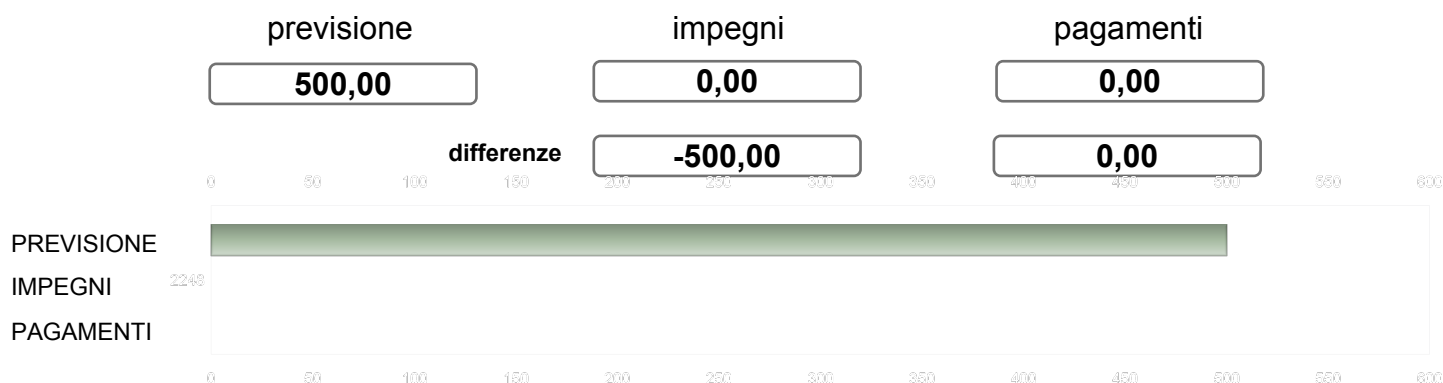 previsione impegni pagamenti
500,00 0,00 0,00
differenze -500,00 0,00
0 50 100 150 200 250 300 350 400 450 500 550 600
PREVISIONE
2248
IMPEGNI
PAGAMENTI
0 50 100 150 200 250 300 350 400 450 500 550 600